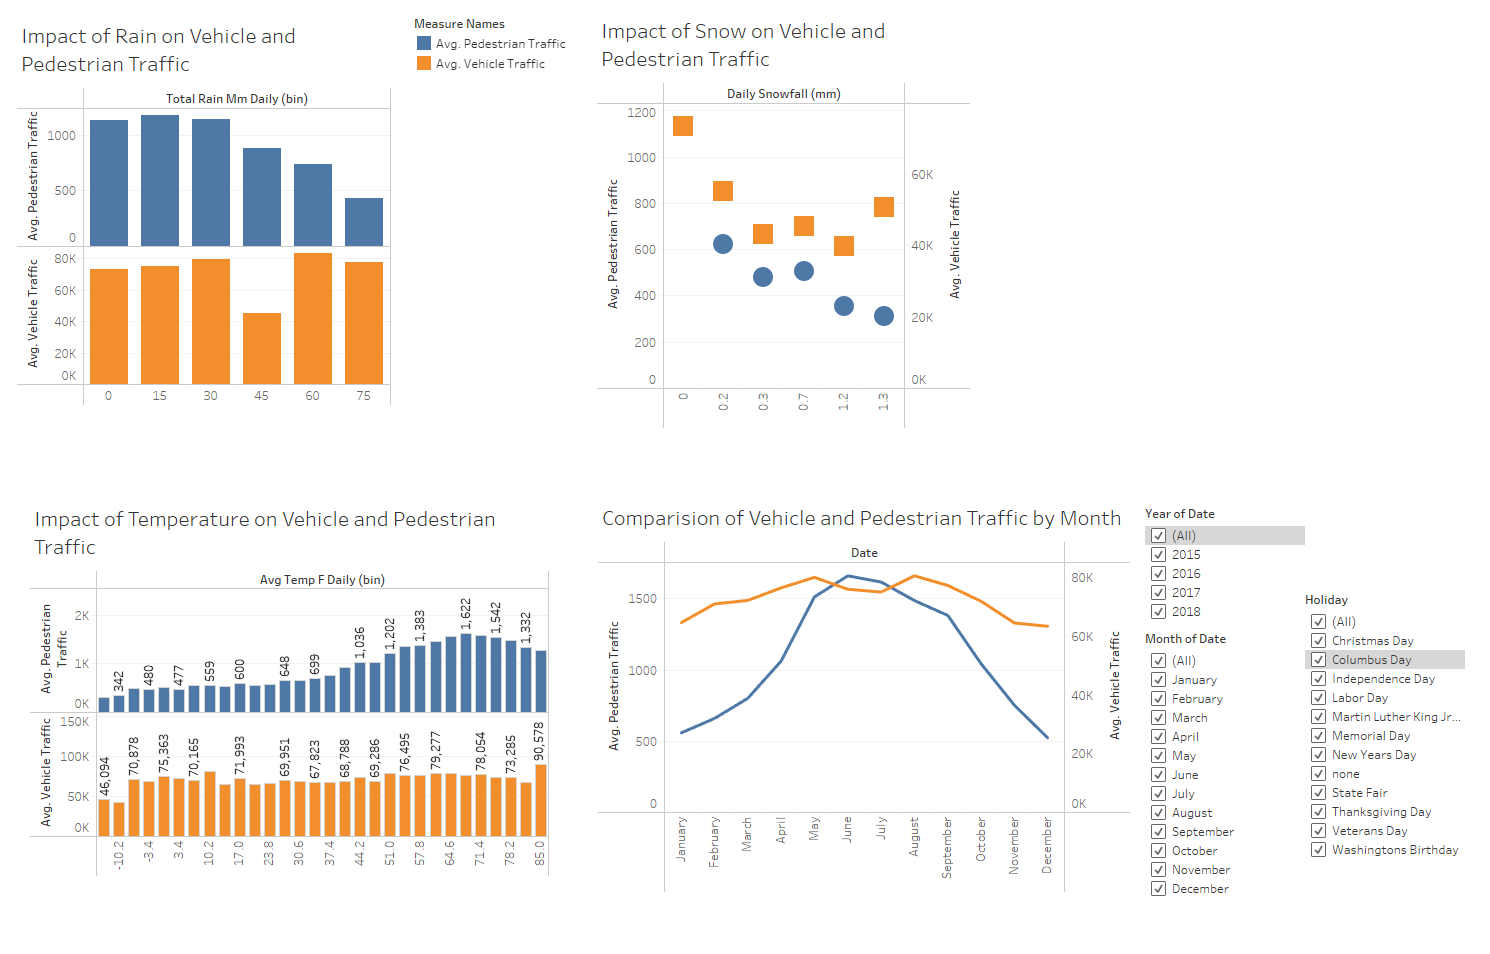 Impact of Rain on Vehicle and
Pedestrian Traffic
Measure Names
Avg. Pedestrian Traffic
Avg. Vehicle Traffic
Total Rain Mm Daily (bin)
Avg. Pedestrian Traffic
1000
500
0
Avg. Vehicle Traffic
80K
60K
40K
20K
0K
0 15 30 45 60 75
Impact of Snow on Vehicle and
Pedestrian Traffic
Daily Snowfall (mm)
Avg. Pedestrian Traffic
1200
1000
800
600
400
200
0
60K
40K
20K
0K
Avg. Vehicle Traffic
0 0.2 0.3 0.7 1.2 1.3
Impact of Temperature on Vehicle and Pedestrian
Traffic
Avg Temp F Daily (bin)
Avg. Pedestrian
Traffic
2K
1K
0K
342 480 477 559 600 648 699 1,036 1,202 1,383 1,622 1,542 1,332
Avg. Vehicle Traffic
150K
100K
50K
0K
46,094 70,878 75,363 70,165 71,993 69,951 67,823 68,788 69,286 76,495 79,277 78,054 73,285 90,578
-10.2 -3.4 3.4 10.2 17.0 23.8 30.6 37.4 44.2 51.0 57.8 64.6 71.4 78.2 85.0
Comparision of Vehicle and Pedestrian Traffic by Month
Date
Avg. Pedestrian Traffic
1500
1000
500
0
80K
60K
40K
20K
0K
Avg. Vehicle Traffic
January February March April May June July August September October November December
Year of Date
(All)
2015
2016
2017
2018
Month of Date
(All)
January
February
March
April
May
June
July
August
September
October
November
December
Holiday
(All)
Christmas Day
Columbus Day
Independence Day
Labor Day
Martin Luther King Jr...
Memorial Day
New Years Day
none
State Fair
Thanksgiving Day
Veterans Day
Washingtons Birthday